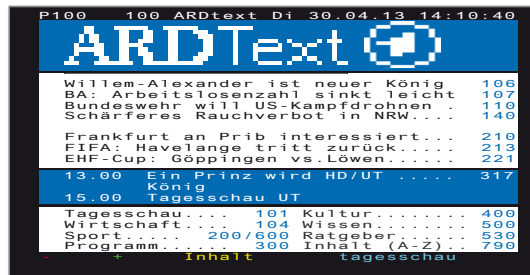 P100 100 ARDtext Di 30.04.13 14:10:40
ARDText
Willem-Alexander ist neuer König 106
BA: Arbeitslosenzahl sinkt leicht 107
Bundeswehr will US-Kampfdrohnen . 110
Schärferes Rauchverbot in NRW.... 140
Frankfurt an Prib interessiert... 210
FIFA: Havelange tritt zurück..... 213
EHF-Cup: Göppingen vs.Löwen...... 221
13.00 Ein Prinz wird HD/UT ..... 317
König
15.00 Tagesschau UT
Tagesschau.... 101 Kultur........ 400
Wirtschaft.... 104 Wissen........ 500
Sport..... 200/600 Ratgeber...... 530
Programm...... 300 Inhalt (A-Z).. 790
- + Inhalt tagesschau